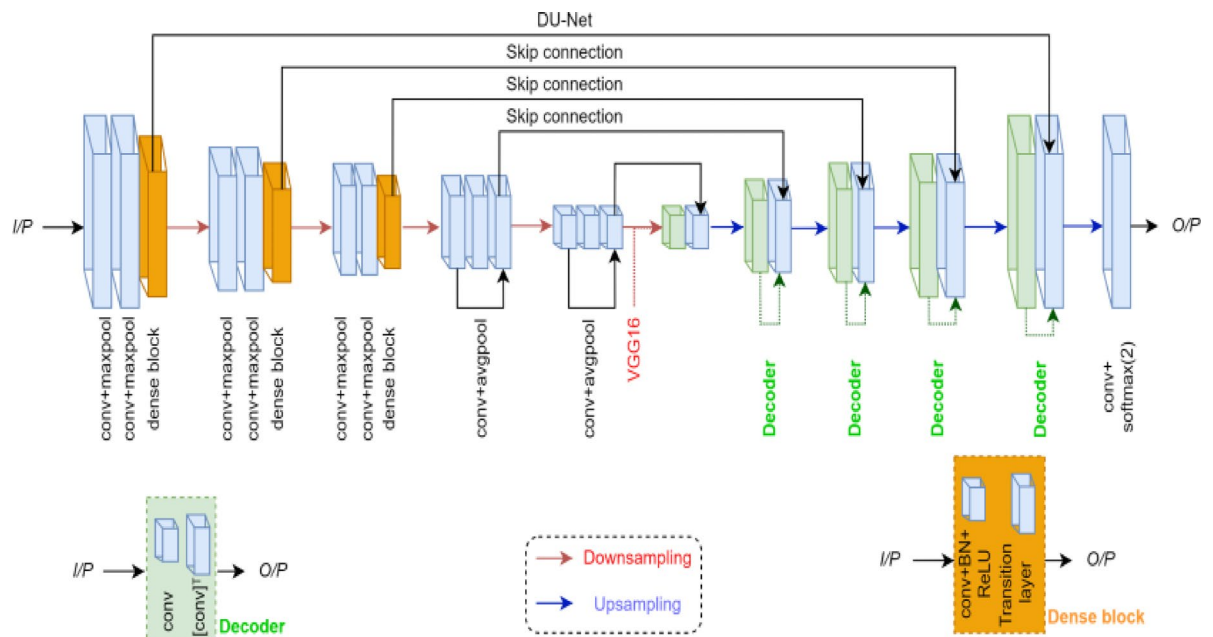 DU-Net
Skip connection
Skip connection
Skip connection
I/P
O/P
conv+maxpool
conv+maxpool
dense block
conv+maxpool
conv+maxpool
dense block
conv+maxpool
conv+maxpool
dense block
conv+avgpool
conv+avgpool
VGG16
Decoder
Decoder
Decoder
Decoder
conv+
softmax(2)
I/P
conv
[conv]ᵀ
O/P
Decoder
Downsampling
Upsampling
I/P
conv+BN+
ReLU
Transition
layer
O/P
Dense block